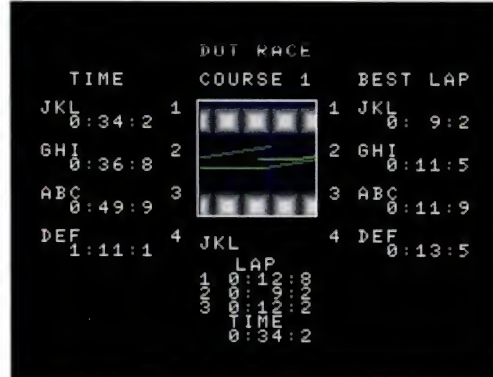 DUT RACE
TIME COURSE 1 BEST LAP
JKL 1 1 JKL
0:34:2 0: 9:2
GHI 2 2 GHI
0:36:8 0:11:5
ABC 3 3 ABC
0:49:9 0:11:9
DEF 4 4 DEF
1:11:1 0:13:5
JKL
LAP
1 0:12:8
2 0: 9:2
3 0:12:2
TIME
0:34:2